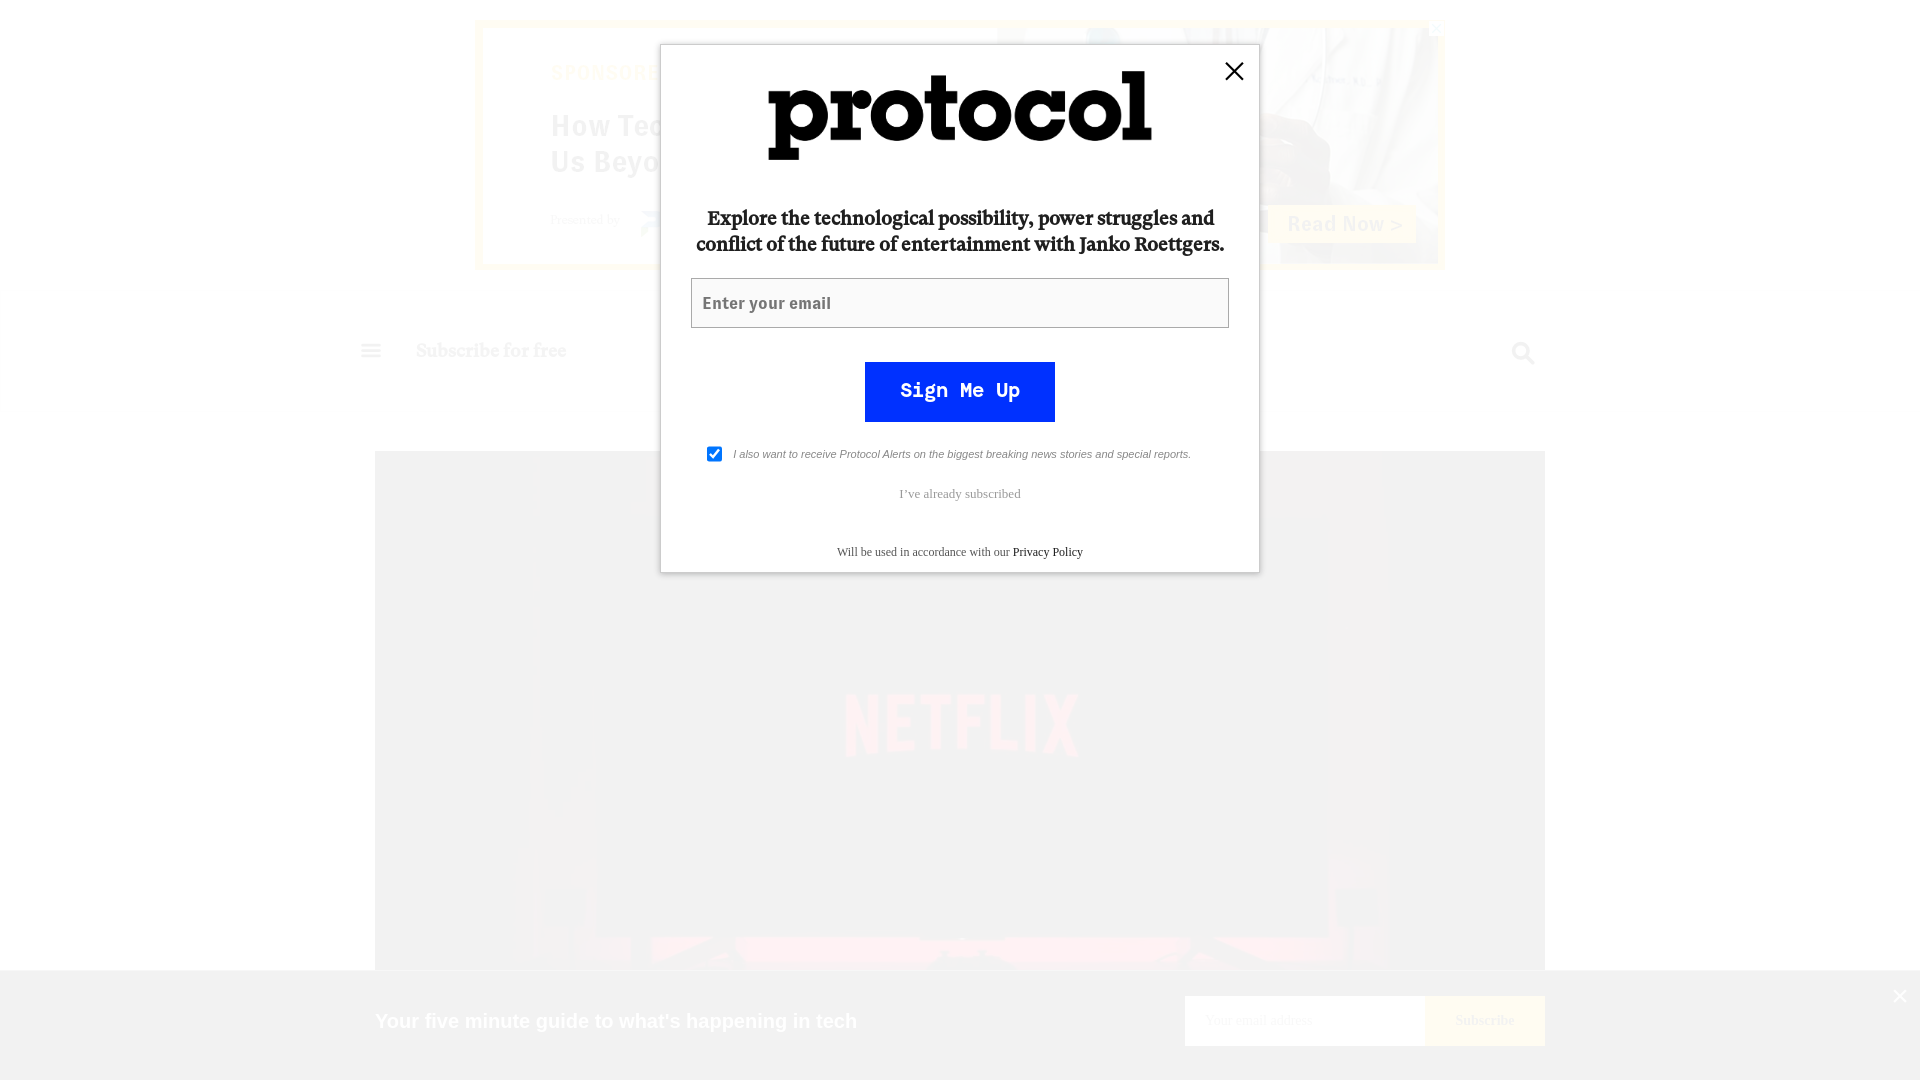 SPONSORE
How Tec
Us Beyo
Presented by
Read Now >
protocol
Explore the technological possibility, power struggles and
conflict of the future of entertainment with Janko Roettgers.
Enter your email
Subscribe for free
Sign Me Up
I also want to receive Protocol Alerts on the biggest breaking news stories and special reports.
I've already subscribed
Will be used in accordance with our Privacy Policy
NETFLIX
Your five minute guide to what's happening in tech
Your email address
Subscribe